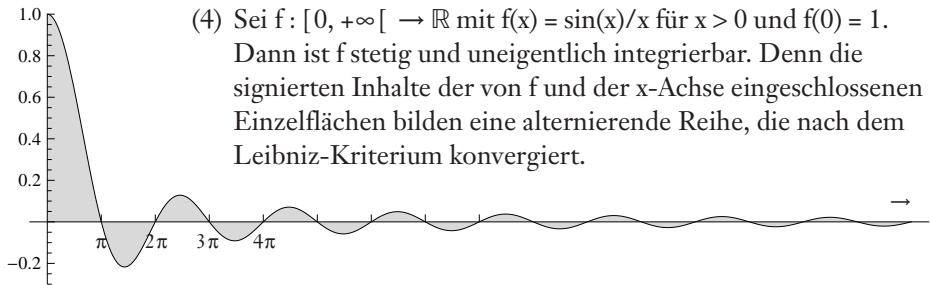 1.0
(4) Sei f : [ 0, +∞ [ → ℝ mit f(x) = sin(x)/x für x > 0 und f(0) = 1.
0.8
Dann ist f stetig und uneigentlich integrierbar. Denn die
0.6
signierten Inhalte der von f und der x-Achse eingeschlossenen
0.4
Einzelflächen bilden eine alternierende Reihe, die nach dem
Leibniz-Kriterium konvergiert.
0.2
→
π 2π 3π 4π
−0.2